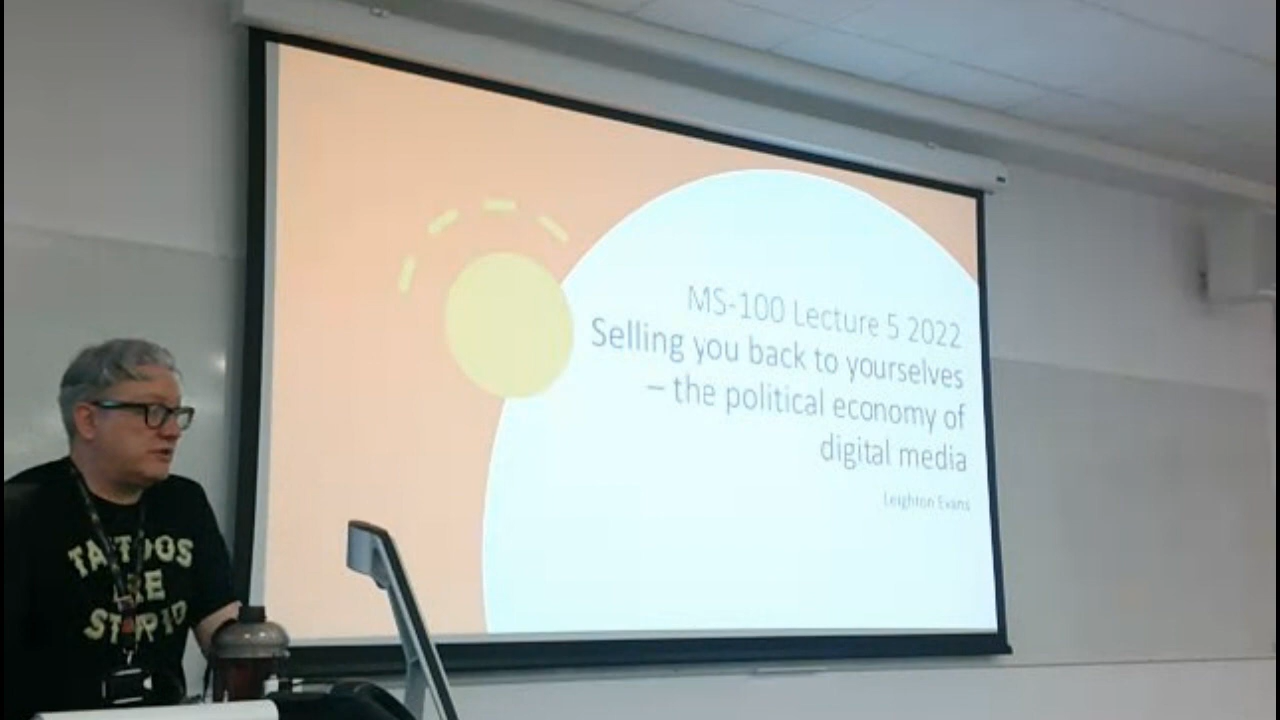 MS-100 Lecture 5 2022
Selling you back to yourselves
– the political economy of
digital media
Leighton Evans
TATTOOS
ARE
STUPID